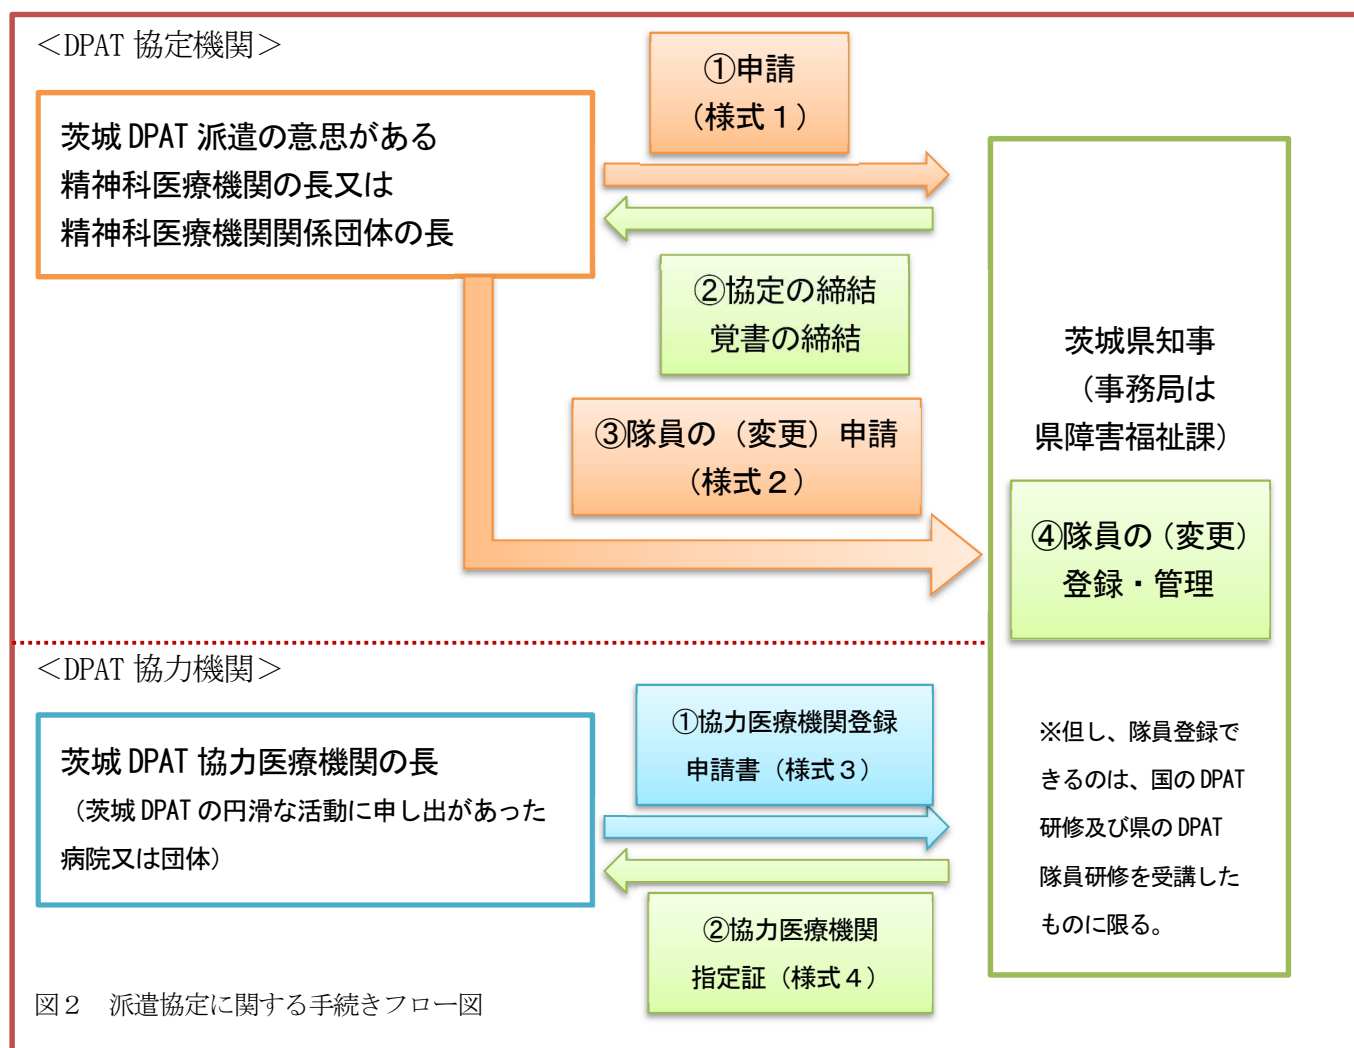 ＜DPAT 協定機関＞
茨城 DPAT 派遣の意思がある
精神科医療機関の長又は
精神科医療機関関係団体の長
①申請
（様式１）
②協定の締結
覚書の締結
③隊員の（変更）申請
（様式２）
茨城県知事
（事務局は
県障害福祉課）
④隊員の（変更）
登録・管理
※但し、隊員登録で
きるのは、国の DPAT
研修及び県の DPAT
隊員研修を受講した
ものに限る。
＜DPAT 協力機関＞
茨城 DPAT 協力医療機関の長
（茨城 DPAT の円滑な活動に申し出があった
病院又は団体）
①協力医療機関登録
申請書（様式３）
②協力医療機関
指定証（様式４）
図２　派遣協定に関する手続きフロー図